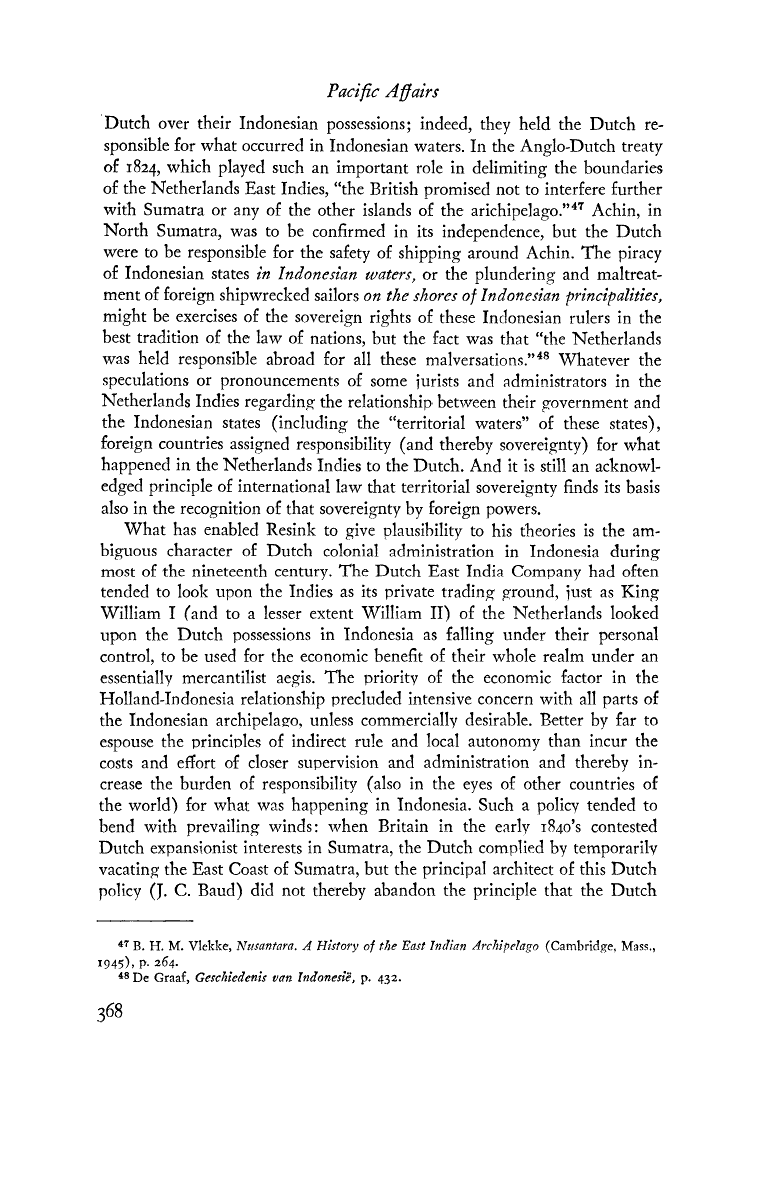 Pacific Affairs
Dutch over their Indonesian possessions; indeed, they held the Dutch re-
sponsible for what occurred in Indonesian waters. In the Anglo-Dutch treaty
of 1824, which played such an important role in delimiting the boundaries
of the Netherlands East Indies, “the British promised not to interfere further
with Sumatra or any of the other islands of the arichipelago.”47 Achin, in
North Sumatra, was to be confirmed in its independence, but the Dutch
were to be responsible for the safety of shipping around Achin. The piracy
of Indonesian states in Indonesian waters, or the plundering and maltreat-
ment of foreign shipwrecked sailors on the shores of Indonesian principalities,
might be exercises of the sovereign rights of these Indonesian rulers in the
best tradition of the law of nations, but the fact was that “the Netherlands
was held responsible abroad for all these malversations.”48 Whatever the
speculations or pronouncements of some jurists and administrators in the
Netherlands Indies regarding the relationship between their government and
the Indonesian states (including the “territorial waters” of these states),
foreign countries assigned responsibility (and thereby sovereignty) for what
happened in the Netherlands Indies to the Dutch. And it is still an acknowl-
edged principle of international law that territorial sovereignty finds its basis
also in the recognition of that sovereignty by foreign powers.
What has enabled Resink to give plausibility to his theories is the am-
biguous character of Dutch colonial administration in Indonesia during
most of the nineteenth century. The Dutch East India Company had often
tended to look upon the Indies as its private trading ground, just as King
William I (and to a lesser extent William II) of the Netherlands looked
upon the Dutch possessions in Indonesia as falling under their personal
control, to be used for the economic benefit of their whole realm under an
essentially mercantilist aegis. The priority of the economic factor in the
Holland-Indonesia relationship precluded intensive concern with all parts of
the Indonesian archipelago, unless commercially desirable. Better by far to
espouse the principles of indirect rule and local autonomy than incur the
costs and effort of closer supervision and administration and thereby in-
crease the burden of responsibility (also in the eyes of other countries of
the world) for what was happening in Indonesia. Such a policy tended to
bend with prevailing winds: when Britain in the early 1840's contested
Dutch expansionist interests in Sumatra, the Dutch complied by temporarily
vacating the East Coast of Sumatra, but the principal architect of this Dutch
policy (J. C. Baud) did not thereby abandon the principle that the Dutch
47 B. H. M. Vlekke, Nusantara. A History of the East Indian Archipelago (Cambridge, Mass.,
1945), p. 264.
48 De Graaf, Geschiedenis van Indonesië, p. 432.
368